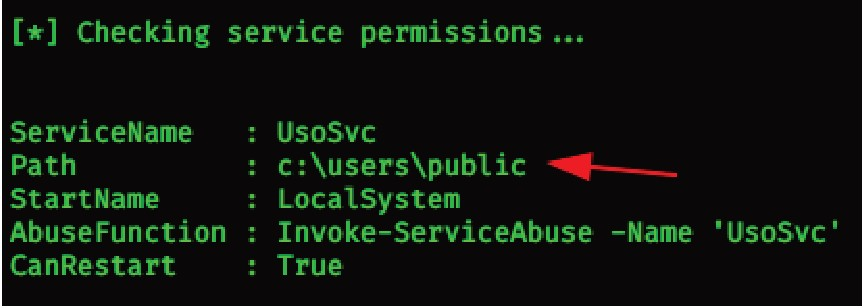 [*] Checking service permissions ...
ServiceName : UsoSvc
Path : c:\users\public
StartName : LocalSystem
AbuseFunction : Invoke-ServiceAbuse -Name 'UsoSvc'
CanRestart : True